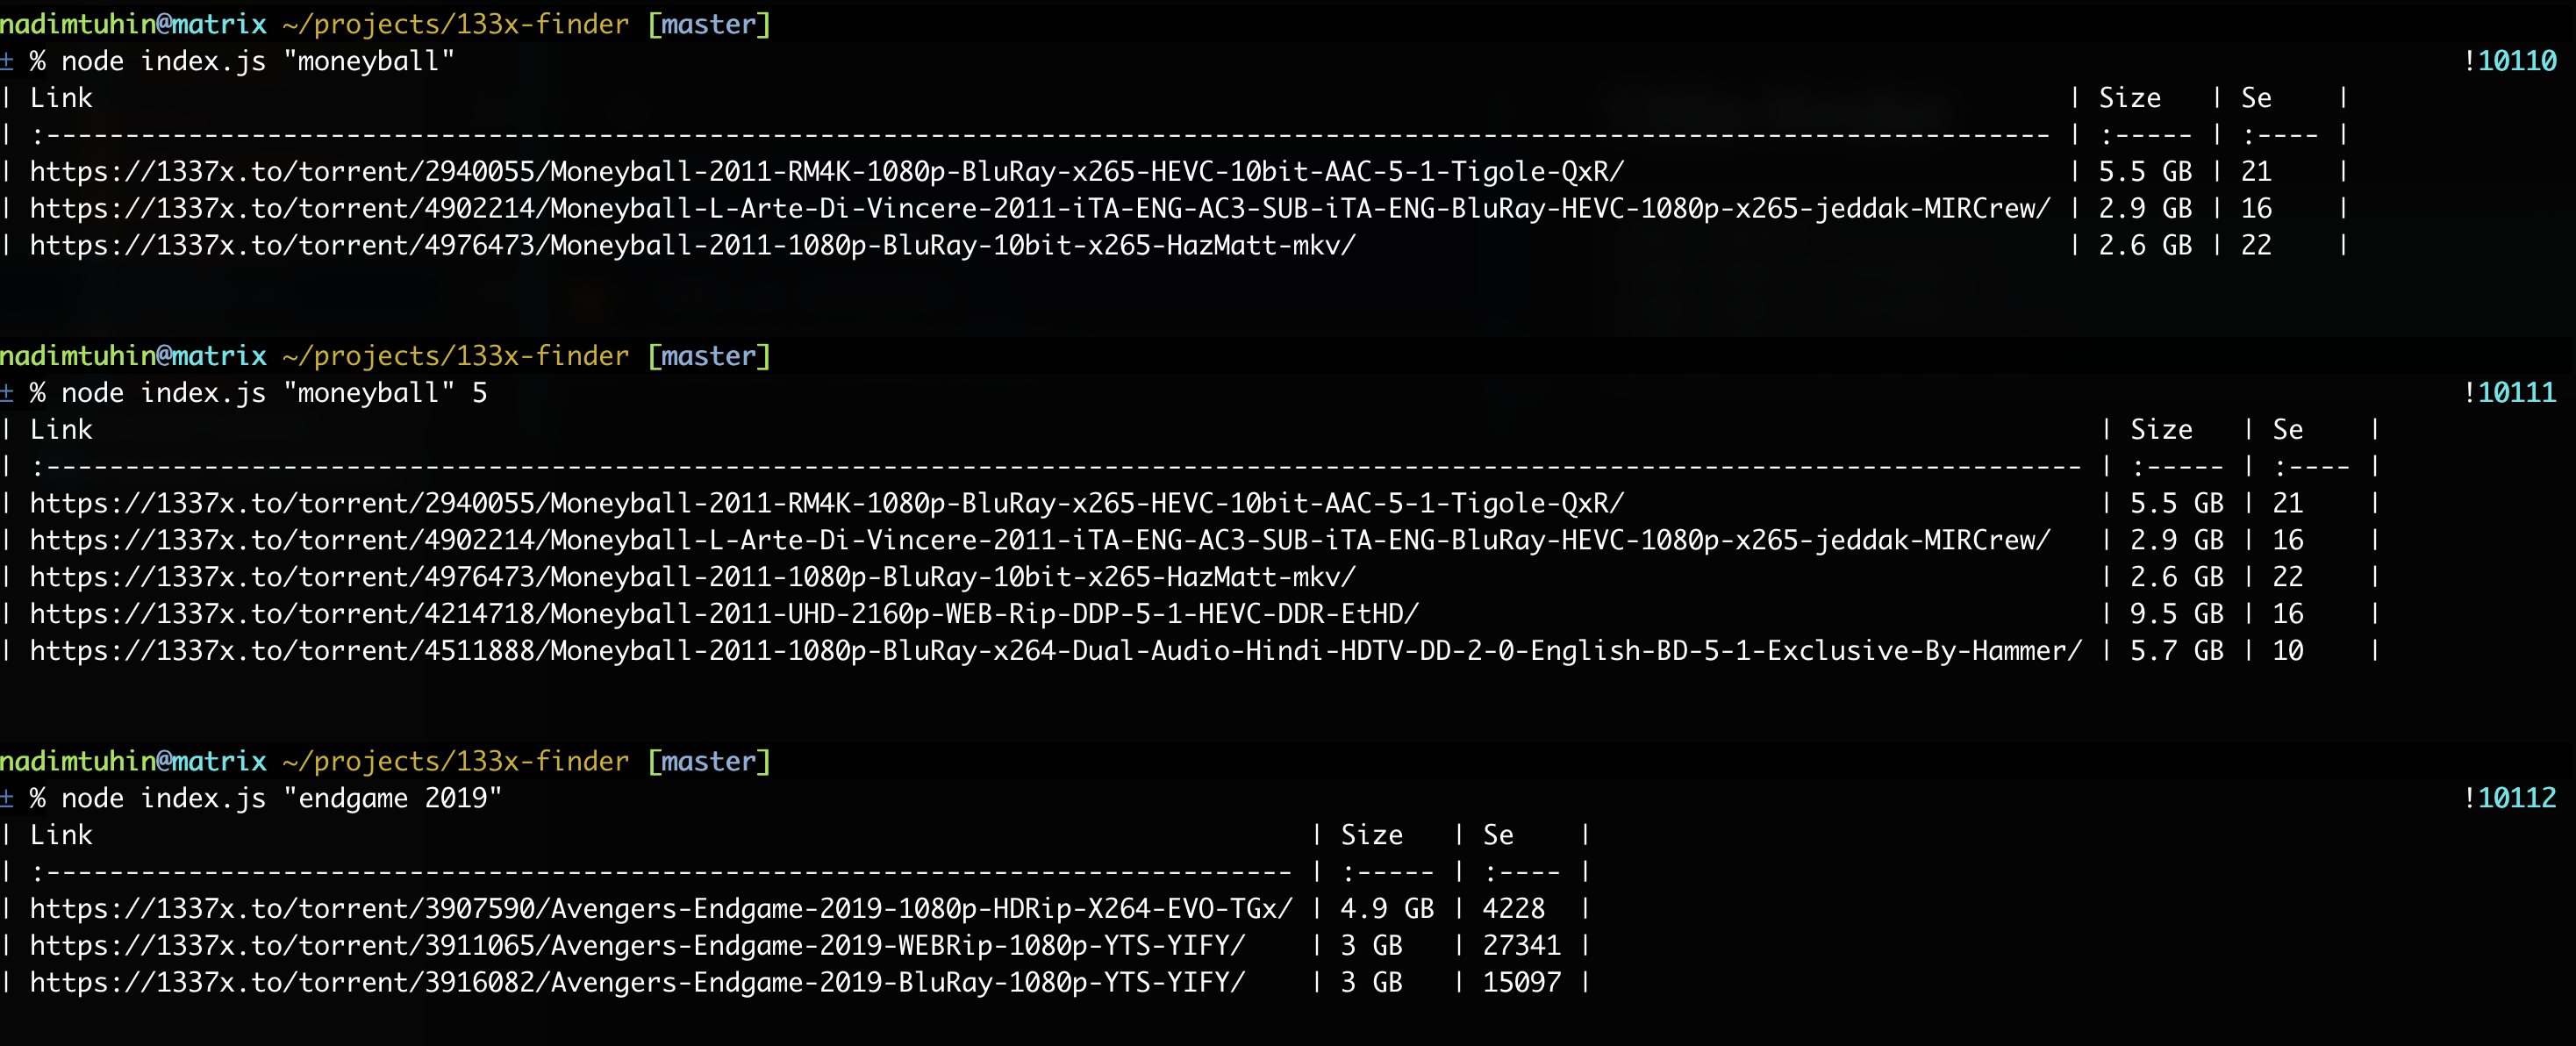 nadimtuhin@matrix ~/projects/133x-finder [master]
± % node index.js "moneyball" !10110
| Link | Size | Se |
| :-------------------------------------------------------------------------------------------------------------------------------- | :----- | :---- |
| https://1337x.to/torrent/2940055/Moneyball-2011-RM4K-1080p-BluRay-x265-HEVC-10bit-AAC-5-1-Tigole-QxR/ | 5.5 GB | 21 |
| https://1337x.to/torrent/4902214/Moneyball-L-Arte-Di-Vincere-2011-iTA-ENG-AC3-SUB-iTA-ENG-BluRay-HEVC-1080p-x265-jeddak-MIRCrew/ | 2.9 GB | 16 |
| https://1337x.to/torrent/4976473/Moneyball-2011-1080p-BluRay-10bit-x265-HazMatt-mkv/ | 2.6 GB | 22 |
nadimtuhin@matrix ~/projects/133x-finder [master]
± % node index.js "moneyball" 5 !10111
| Link | Size | Se |
| :---------------------------------------------------------------------------------------------------------------------------------- | :----- | :---- |
| https://1337x.to/torrent/2940055/Moneyball-2011-RM4K-1080p-BluRay-x265-HEVC-10bit-AAC-5-1-Tigole-QxR/ | 5.5 GB | 21 |
| https://1337x.to/torrent/4902214/Moneyball-L-Arte-Di-Vincere-2011-iTA-ENG-AC3-SUB-iTA-ENG-BluRay-HEVC-1080p-x265-jeddak-MIRCrew/ | 2.9 GB | 16 |
| https://1337x.to/torrent/4976473/Moneyball-2011-1080p-BluRay-10bit-x265-HazMatt-mkv/ | 2.6 GB | 22 |
| https://1337x.to/torrent/4214718/Moneyball-2011-UHD-2160p-WEB-Rip-DDP-5-1-HEVC-DDR-EtHD/ | 9.5 GB | 16 |
| https://1337x.to/torrent/4511888/Moneyball-2011-1080p-BluRay-x264-Dual-Audio-Hindi-HDTV-DD-2-0-English-BD-5-1-Exclusive-By-Hammer/ | 5.7 GB | 10 |
nadimtuhin@matrix ~/projects/133x-finder [master]
± % node index.js "endgame 2019" !10112
| Link | Size | Se |
| :------------------------------------------------------------------------------- | :----- | :---- |
| https://1337x.to/torrent/3907590/Avengers-Endgame-2019-1080p-HDRip-X264-EVO-TGx/ | 4.9 GB | 4228 |
| https://1337x.to/torrent/3911065/Avengers-Endgame-2019-WEBRip-1080p-YTS-YIFY/ | 3 GB | 27341 |
| https://1337x.to/torrent/3916082/Avengers-Endgame-2019-BluRay-1080p-YTS-YIFY/ | 3 GB | 15097 |